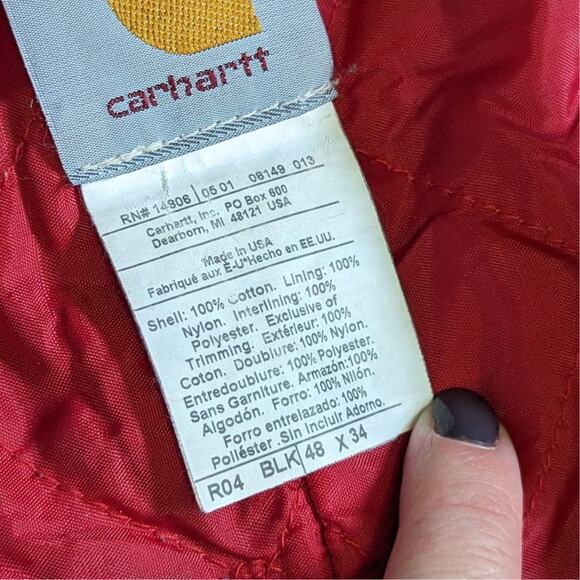 carhartt
RN# 14806 05 01 08149 013
Carhartt, Inc. PO Box 600
Dearborn, MI 48121 USA
Made In USA
Fabriqué aux E-U*Hecho en EE.UU.
Shell: 100% Cotton. Lining: 100%
Nylon. Interlining: 100%
Polyester. Exclusive of
Trimming. Extérieur: 100%
Coton. Doublure: 100% Nylon.
Entredoublure: 100% Polyester.
Sans Garniture. Armazón:100%
Algodón. Forro: 100% Nilón.
Forro entrelazado: 100%
Poliéster .Sin Incluir Adorno.
R04 BLK 48 X 34